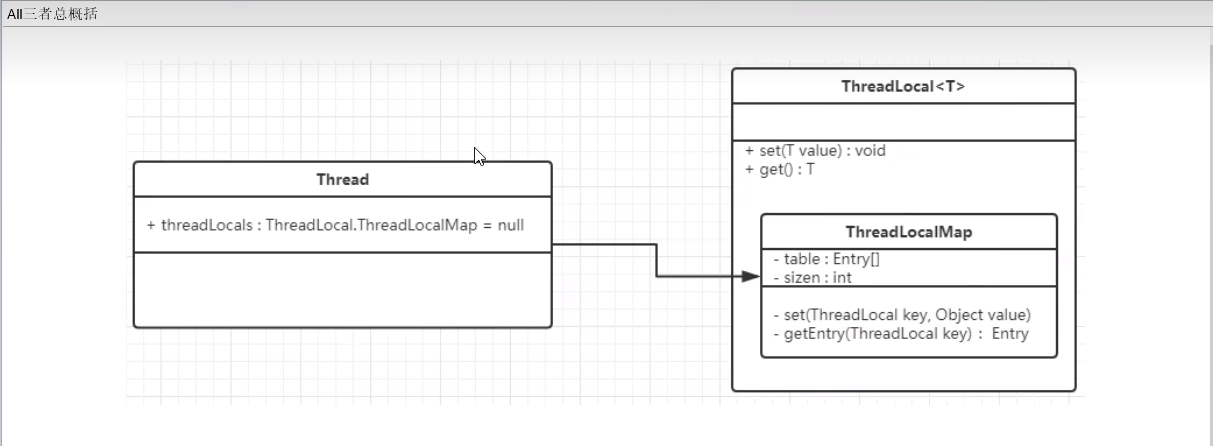 All三者总概括
Thread
+ threadLocals : ThreadLocal.ThreadLocalMap = null
ThreadLocal<T>
+ set(T value) : void
+ get() : T
ThreadLocalMap
- table : Entry[]
- sizen : int
- set(ThreadLocal key, Object value)
- getEntry(ThreadLocal key) : Entry